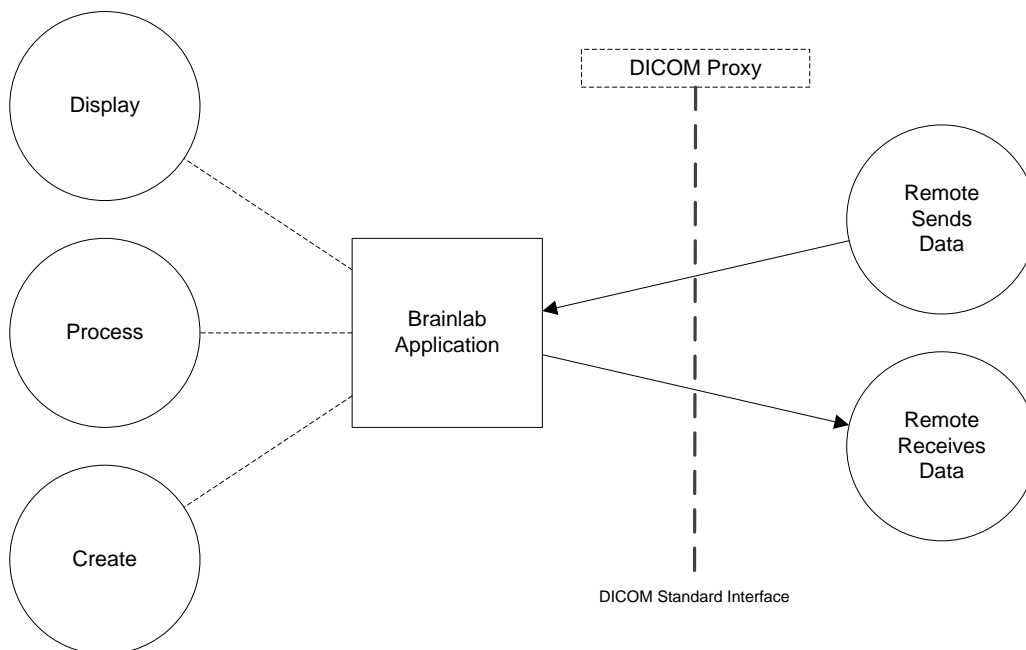 DICOM Proxy
Display
Remote
Sends
Data
Brainlab
Application
Process
Remote
Receives
Data
Create
DICOM Standard Interface